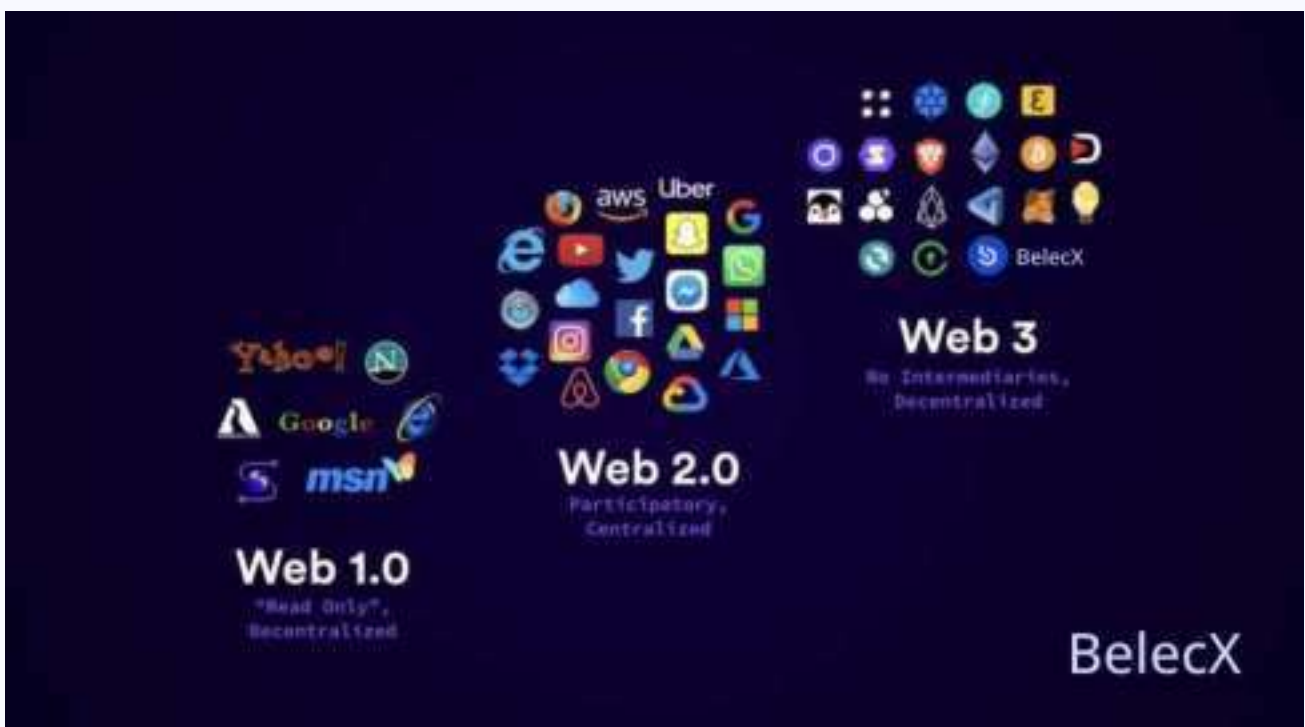 aws
Uber
BelecX
Web 3
No Intermediaries,
Decentralized
Yahoo!
N
Google
msn
Web 2.0
Participatory,
Centralized
Web 1.0
"Read Only",
Decentralized
BelecX